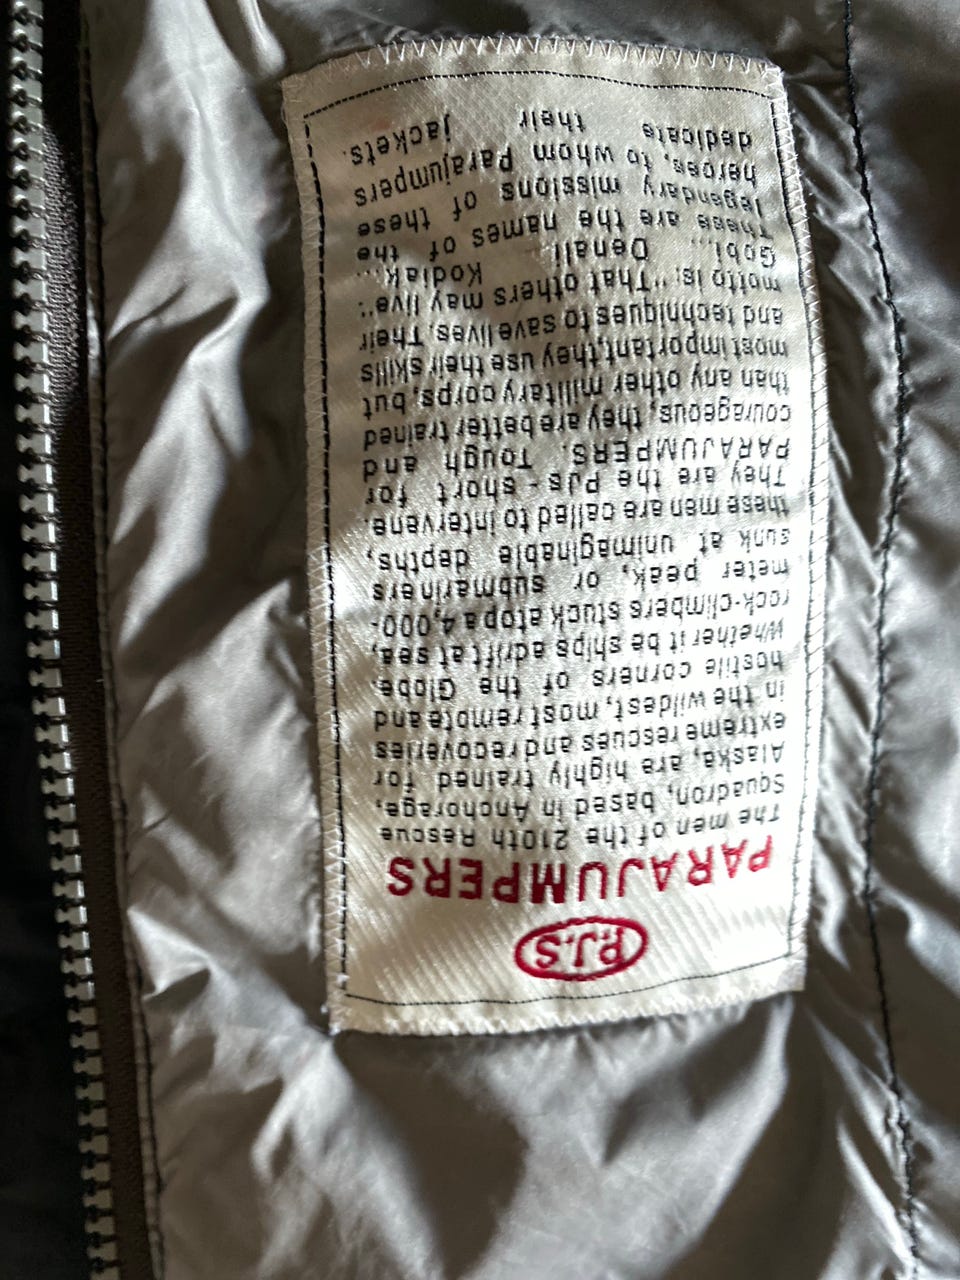 P.J.S
PARAJUMPERS
The men of the 210th Rescue
Squadron, based in Anchorage,
Alaska, are highly trained for
extreme rescues and recoveries
in the wildest, most remote and
hostile corners of the Globe.
Whether it be ships adrift at sea,
rock-climbers stuck atop a 4,000-
meter peak, or submariners
sunk at unimaginable depths,
these men are called to intervene.
They are the PJs - short for
PARAJUMPERS. Tough and
courageous, they are better trained
than any other military corps, but
most important, they use their skills
and techniques to save lives. Their
motto is: "That others may live".
Gobi... Denali... Kodiak...
These are the names of the
legendary missions of these
heroes, to whom Parajumpers
dedicate their jackets.